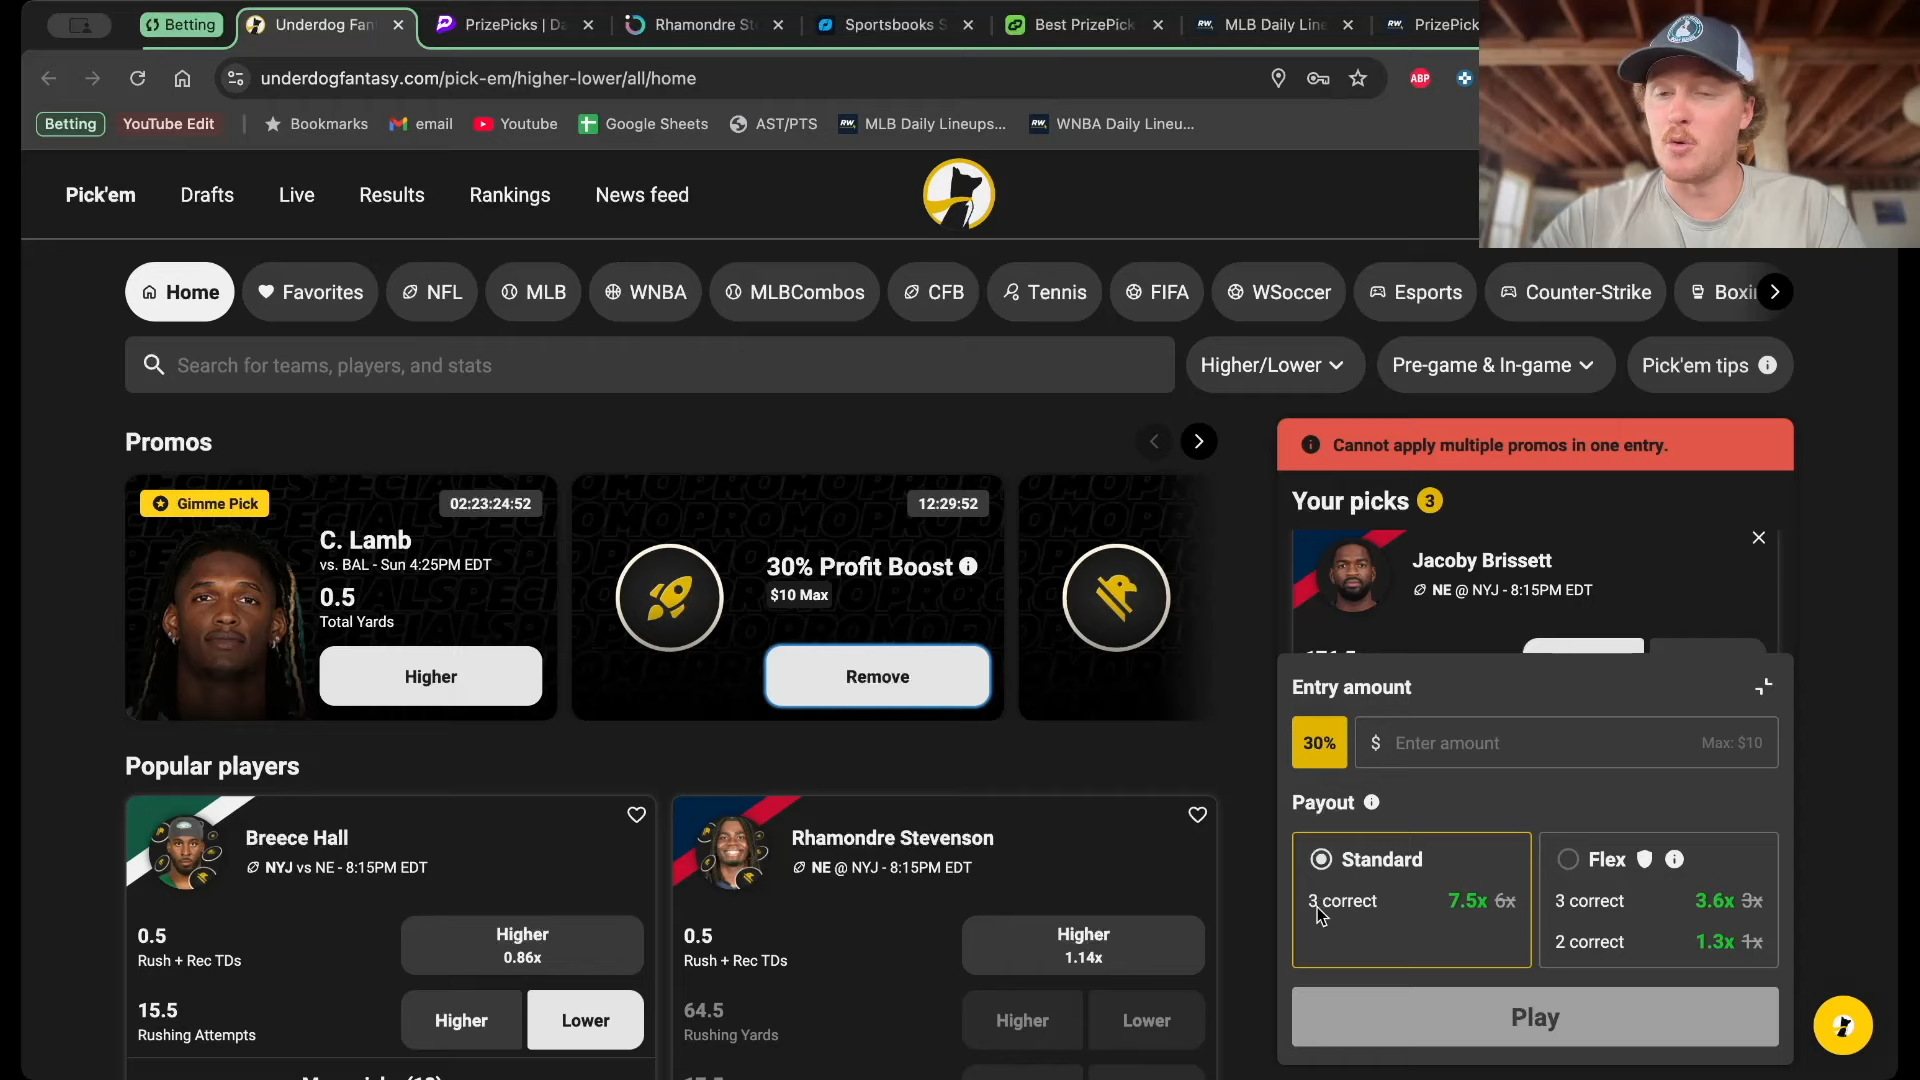 Betting
Underdog Fan
PrizePicks | Da
Rhamondre St
Sportsbooks S
Best PrizePick
MLB Daily Line
PrizePick
underdogfantasy.com/pick-em/higher-lower/all/home
ABP
Betting
YouTube Edit
Bookmarks
email
Youtube
Google Sheets
AST/PTS
RW
MLB Daily Lineups...
RW
WNBA Daily Lineu...
Pick'em
Drafts
Live
Results
Rankings
News feed
Home
Favorites
NFL
MLB
WNBA
MLBCombos
CFB
Tennis
FIFA
WSoccer
Esports
Counter-Strike
Boxi
Search for teams, players, and stats
Higher/Lower
Pre-game & In-game
Pick'em tips
Promos
Gimme Pick
02:23:24:52
C. Lamb
vs. BAL - Sun 4:25PM EDT
0.5
Total Yards
Higher
12:29:52
30% Profit Boost
$10 Max
Remove
Cannot apply multiple promos in one entry.
Your picks 3
Jacoby Brissett
NE @ NYJ - 8:15PM EDT
Entry amount
30%
$ Enter amount
Max: $10
Payout
Standard
3 correct 7.5x 6x
Flex
3 correct 3.6x 3x
2 correct 1.3x 1x
Play
Popular players
Breece Hall
NYJ vs NE - 8:15PM EDT
0.5
Rush + Rec TDs
Higher
0.86x
15.5
Rushing Attempts
Higher
Lower
Rhamondre Stevenson
NE @ NYJ - 8:15PM EDT
0.5
Rush + Rec TDs
Higher
1.14x
64.5
Rushing Yards
Higher
Lower